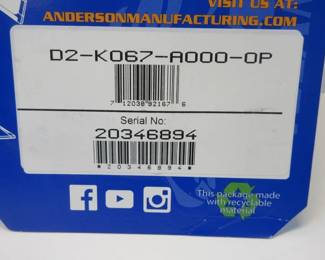 VISIT US AT:
ANDERSONMANUFACTURING.COM
D2-K067-A000-0P
7 12038 92167 6
Serial No:
20346894
*20346894*
This package made
with recyclable
material